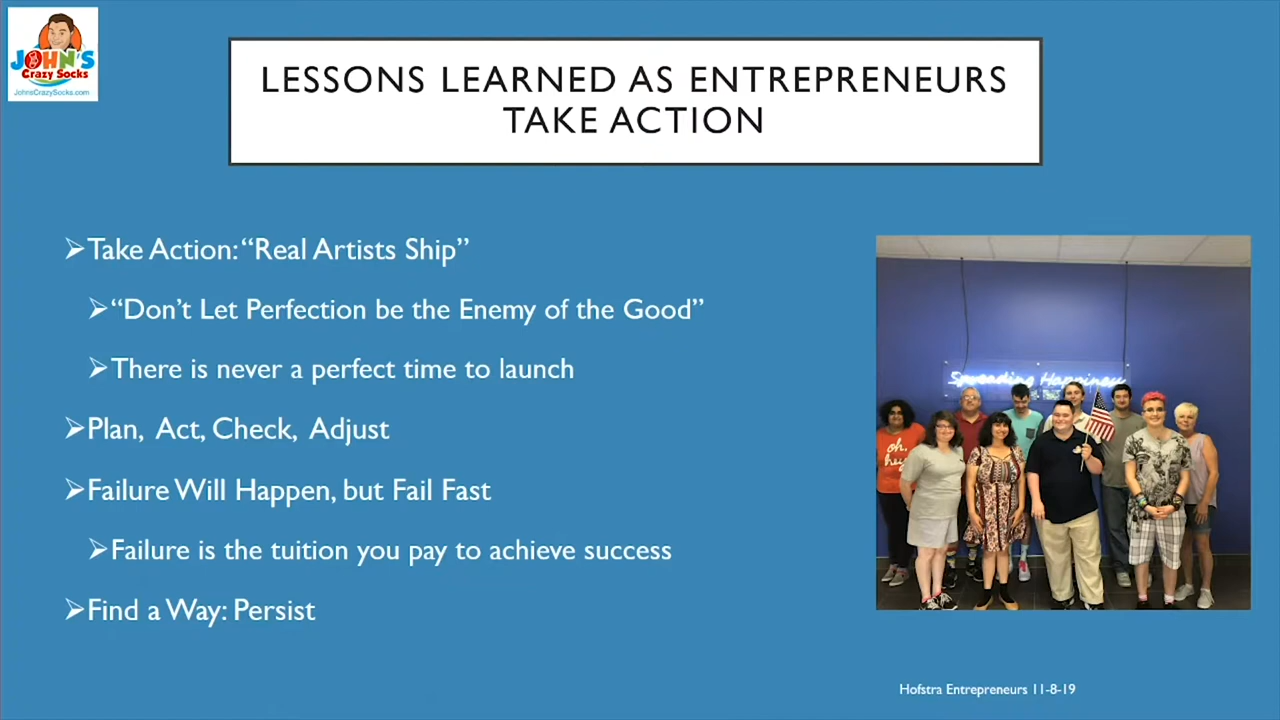 JOHN'S
Crazy Socks
JohnsCrazySocks.com
LESSONS LEARNED AS ENTREPRENEURS
TAKE ACTION
➢Take Action: “Real Artists Ship”
➢“Don’t Let Perfection be the Enemy of the Good”
➢There is never a perfect time to launch
➢Plan, Act, Check, Adjust
➢Failure Will Happen, but Fail Fast
➢Failure is the tuition you pay to achieve success
➢Find a Way: Persist
Spreading Happiness
oh,
hey
Hofstra Entrepreneurs 11-8-19